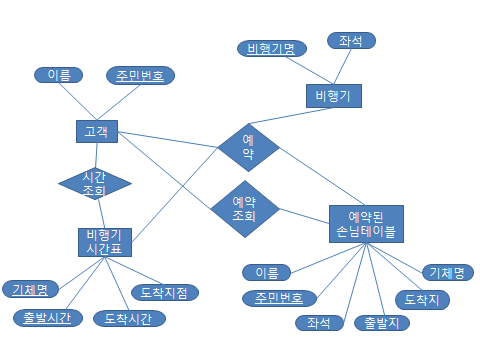 좌석
비행기명
이름
주민번호
비행기
고객
예
약
시간
조회
예약
조회
예약된
손님테이블
비행기
시간표
이름
기체명
기체명
도착지점
주민번호
도착지
출발시간
도착시간
좌석
출발지